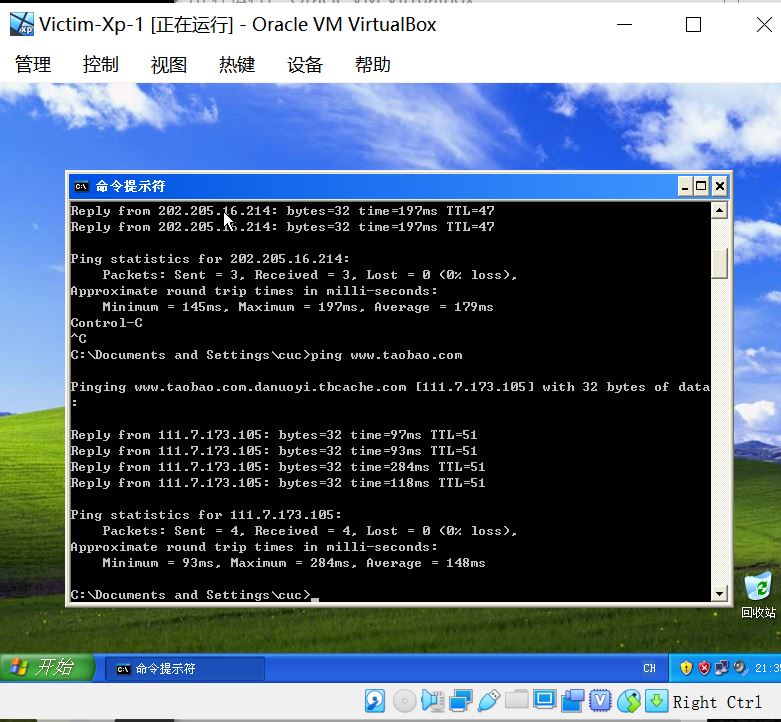 Victim-Xp-1 [正在运行] - Oracle VM VirtualBox
管理 控制 视图 热键 设备 帮助
命令提示符
Reply from 202.205.16.214: bytes=32 time=197ms TTL=47
Reply from 202.205.16.214: bytes=32 time=197ms TTL=47
Ping statistics for 202.205.16.214:
Packets: Sent = 3, Received = 3, Lost = 0 (0% loss),
Approximate round trip times in milli-seconds:
Minimum = 145ms, Maximum = 197ms, Average = 179ms
Control-C
^C
C:\Documents and Settings\cuc>ping www.taobao.com
Pinging www.taobao.com.danuoyi.tbcache.com [111.7.173.105] with 32 bytes of data
:
Reply from 111.7.173.105: bytes=32 time=97ms TTL=51
Reply from 111.7.173.105: bytes=32 time=93ms TTL=51
Reply from 111.7.173.105: bytes=32 time=284ms TTL=51
Reply from 111.7.173.105: bytes=32 time=118ms TTL=51
Ping statistics for 111.7.173.105:
Packets: Sent = 4, Received = 4, Lost = 0 (0% loss),
Approximate round trip times in milli-seconds:
Minimum = 93ms, Maximum = 284ms, Average = 148ms
C:\Documents and Settings\cuc>_
回收站
开始 命令提示符 CH
Right Ctrl